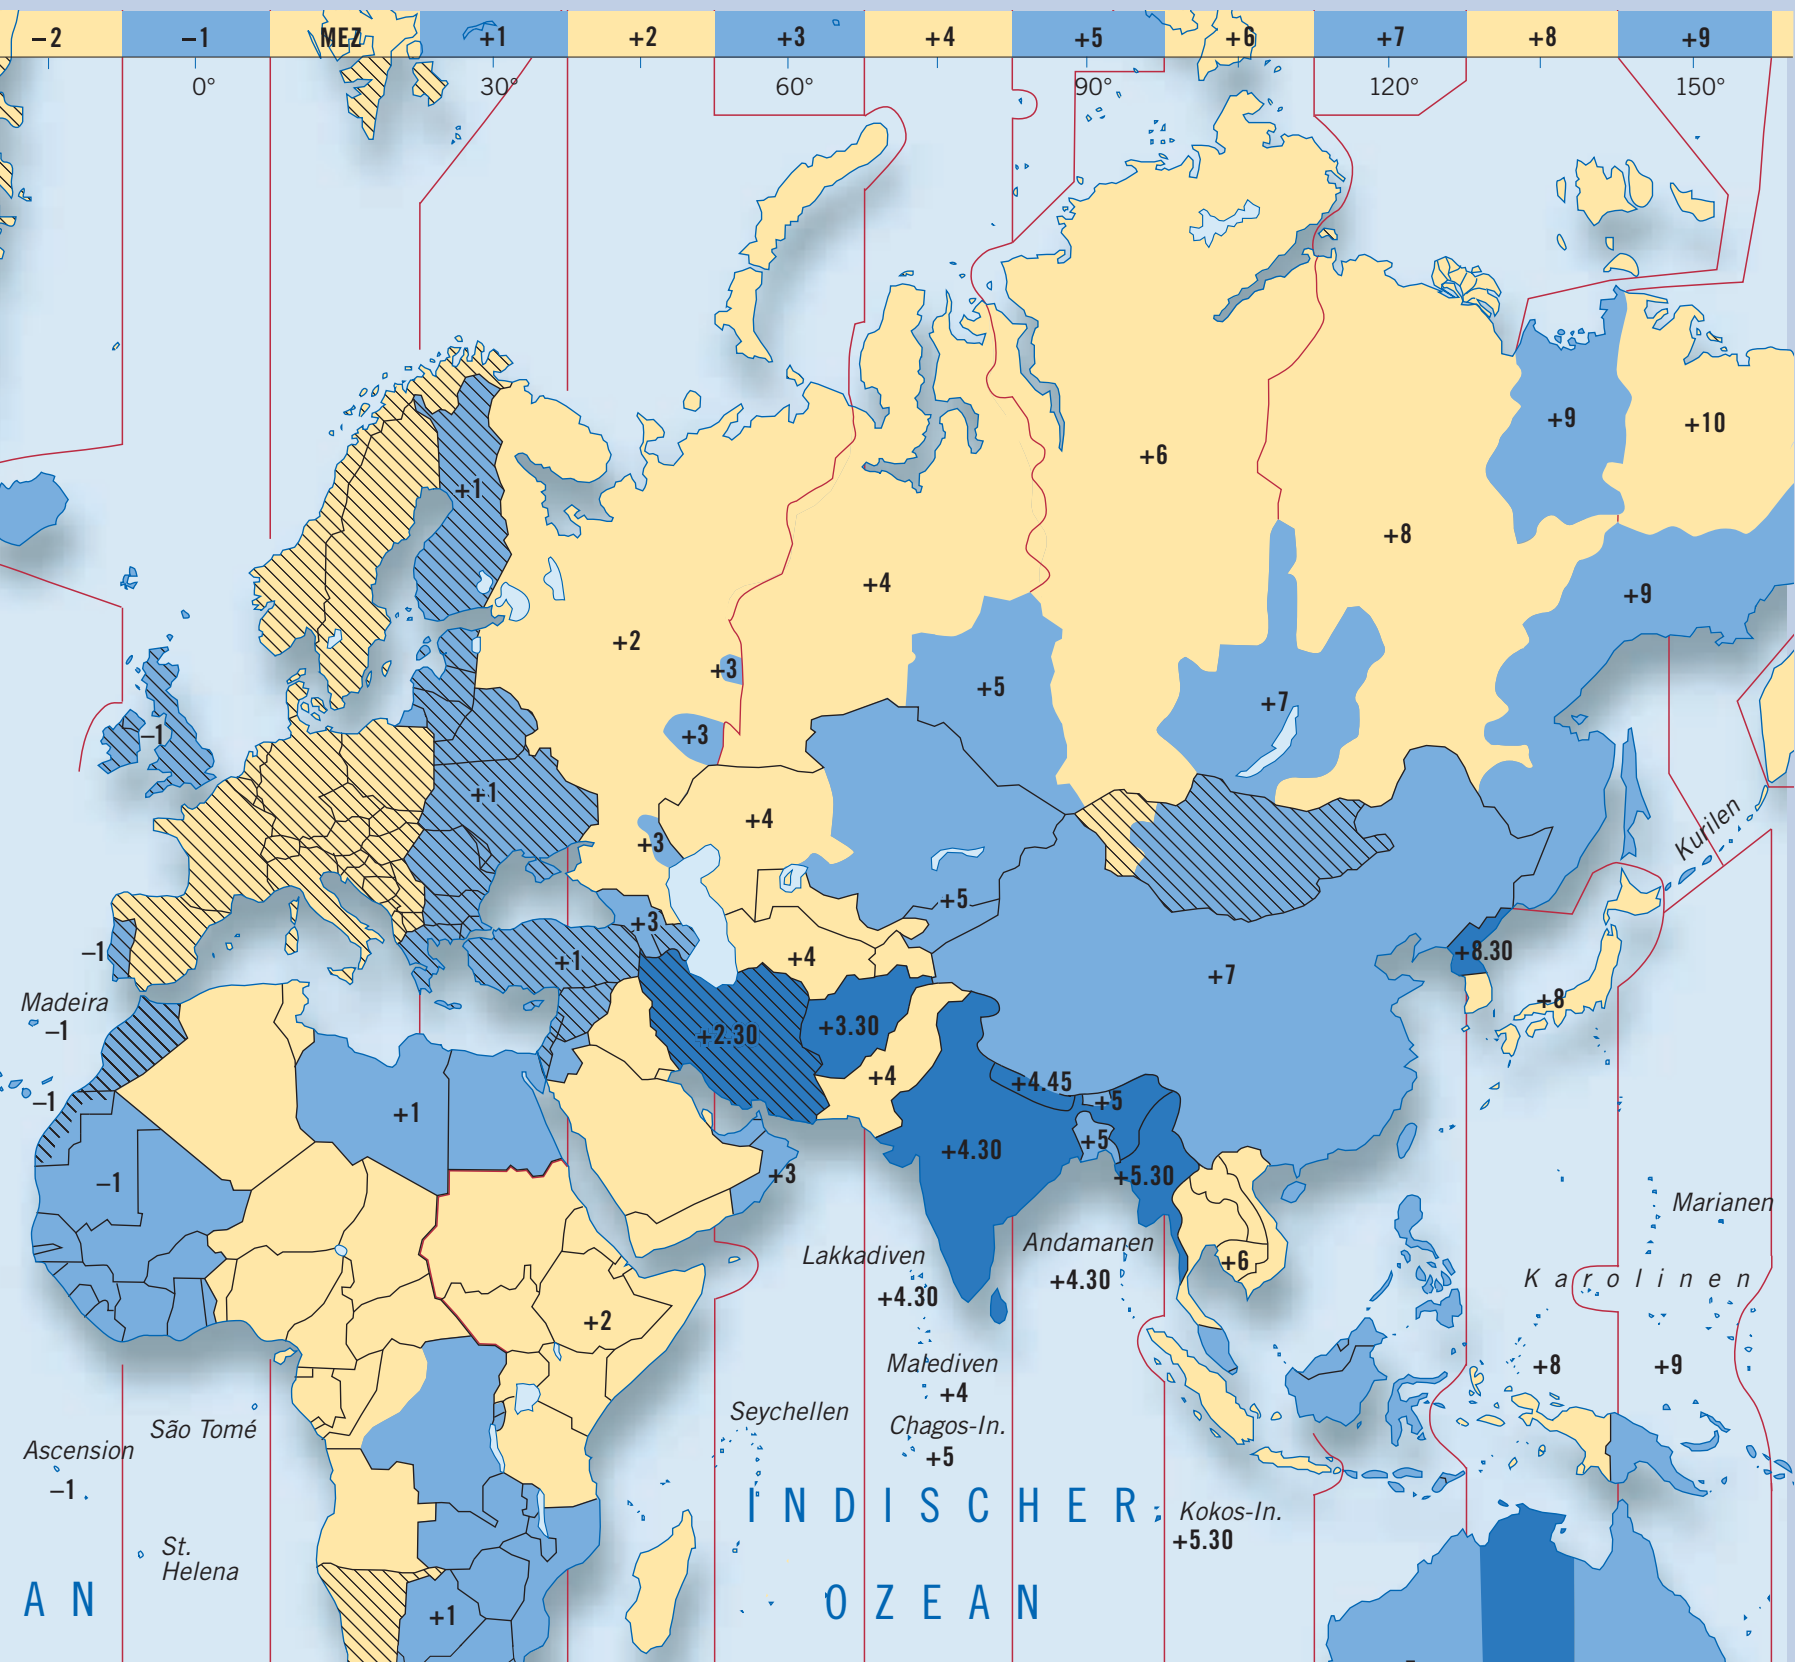 −2 −1 MEZ +1 +2 +3 +4 +5 +6 +7 +8 +9
0° 30° 60° 90° 120° 150°
+9
+10
+6
+1
+8
+4
+9
+2
+3
+5
+7
−1
+3
+1
+4
+3
Kurilen
+5
+3
−1
+1
+4
+8.30
+7
Madeira
−1
+8
+3.30
+2.30
+4
+4.45
−1
+5
+1
+5
+4.30
+5.30
−1
+3
Marianen
Lakkadiven
+4.30
Andamanen
+4.30
+6
Karolinen
+2
Malediven
+4
+8
+9
Seychellen
Chagos-In.
+5
São Tomé
Ascension
−1
INDISCHER
Kokos-In.
+5.30
St.
Helena
AN
OZEAN
+1